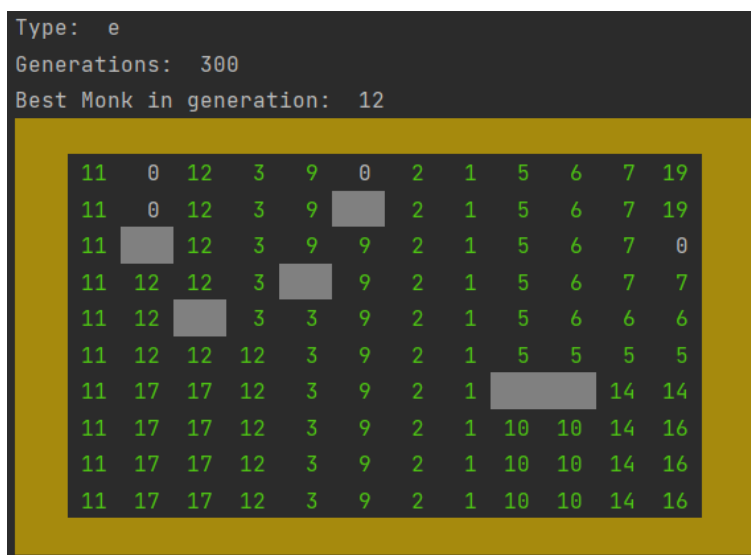 Type: e
Generations: 300
Best Monk in generation: 12
11 0 12 3 9 0 2 1 5 6 7 19
11 0 12 3 9 2 1 5 6 7 19
11 12 3 9 9 2 1 5 6 7 0
11 12 12 3 9 2 1 5 6 7 7
11 12 3 3 9 2 1 5 6 6 6
11 12 12 12 3 9 2 1 5 5 5 5
11 17 17 12 3 9 2 1 14 14
11 17 17 12 3 9 2 1 10 10 14 16
11 17 17 12 3 9 2 1 10 10 14 16
11 17 17 12 3 9 2 1 10 10 14 16